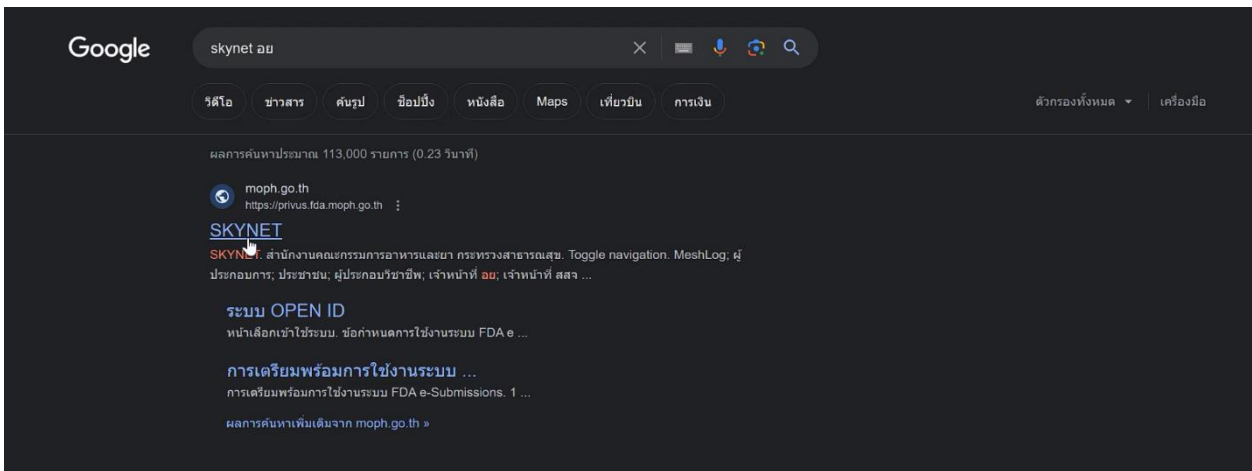 Google
skynet อย
วิดีโอ ข่าวสาร ค้นรูป ช็อปปิ้ง หนังสือ Maps เที่ยวบิน การเงิน ตัวกรองทั้งหมด เครื่องมือ
ผลการค้นหาประมาณ 113,000 รายการ (0.23 วินาที)
moph.go.th
https://privus.fda.moph.go.th
SKYNET
SKYNET. สำนักงานคณะกรรมการอาหารและยา กระทรวงสาธารณสุข. Toggle navigation. MeshLog; ผู้
ประกอบการ; ประชาชน; ผู้ประกอบวิชาชีพ; เจ้าหน้าที่ อย; เจ้าหน้าที่ สสจ ...
ระบบ OPEN ID
หน้าเลือกเข้าใช้ระบบ. ข้อกำหนดการใช้งานระบบ FDA e ...
การเตรียมพร้อมการใช้งานระบบ ...
การเตรียมพร้อมการใช้งานระบบ FDA e-Submissions. 1 ...
ผลการค้นหาเพิ่มเติมจาก moph.go.th »